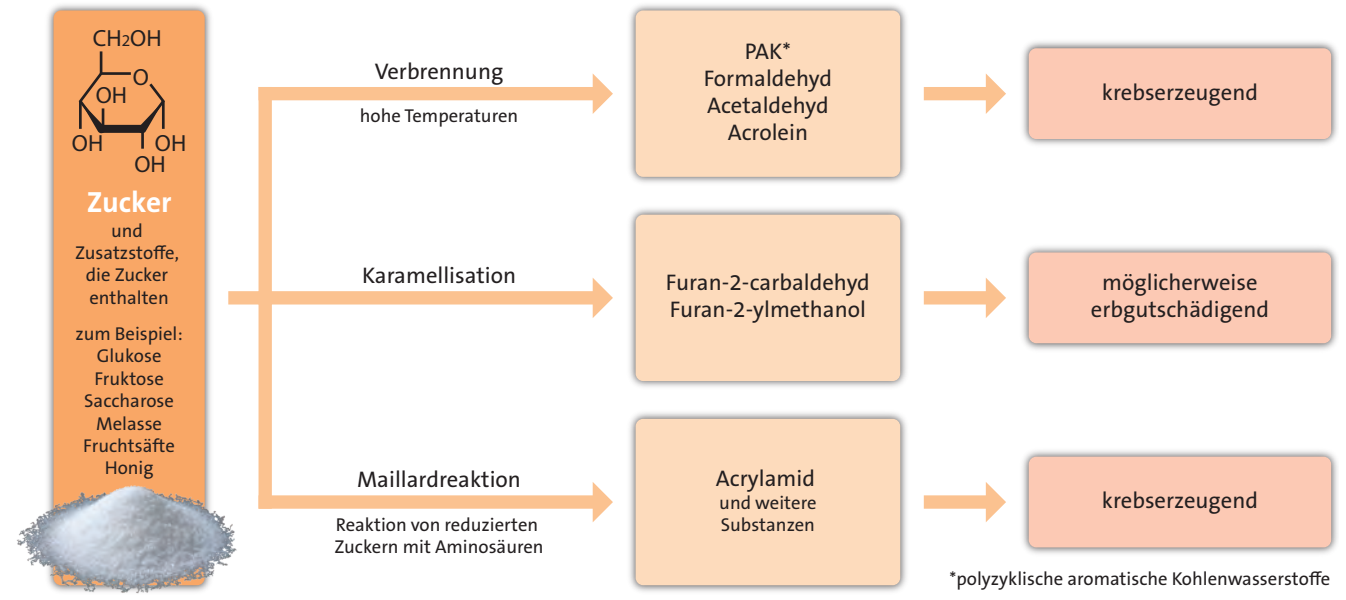 CH2OH
O
OH
OH
OH
OH
Zucker
und
Zusatzstoffe,
die Zucker
enthalten
zum Beispiel:
Glukose
Fruktose
Saccharose
Melasse
Fruchtsäfte
Honig
Verbrennung
hohe Temperaturen
PAK*
Formaldehyd
Acetaldehyd
Acrolein
krebserzeugend
Karamellisation
Furan-2-carbaldehyd
Furan-2-ylmethanol
möglicherweise
erbgutschädigend
Maillardreaktion
Reaktion von reduzierten
Zuckern mit Aminosäuren
Acrylamid
und weitere
Substanzen
krebserzeugend
*polyzyklische aromatische Kohlenwasserstoffe